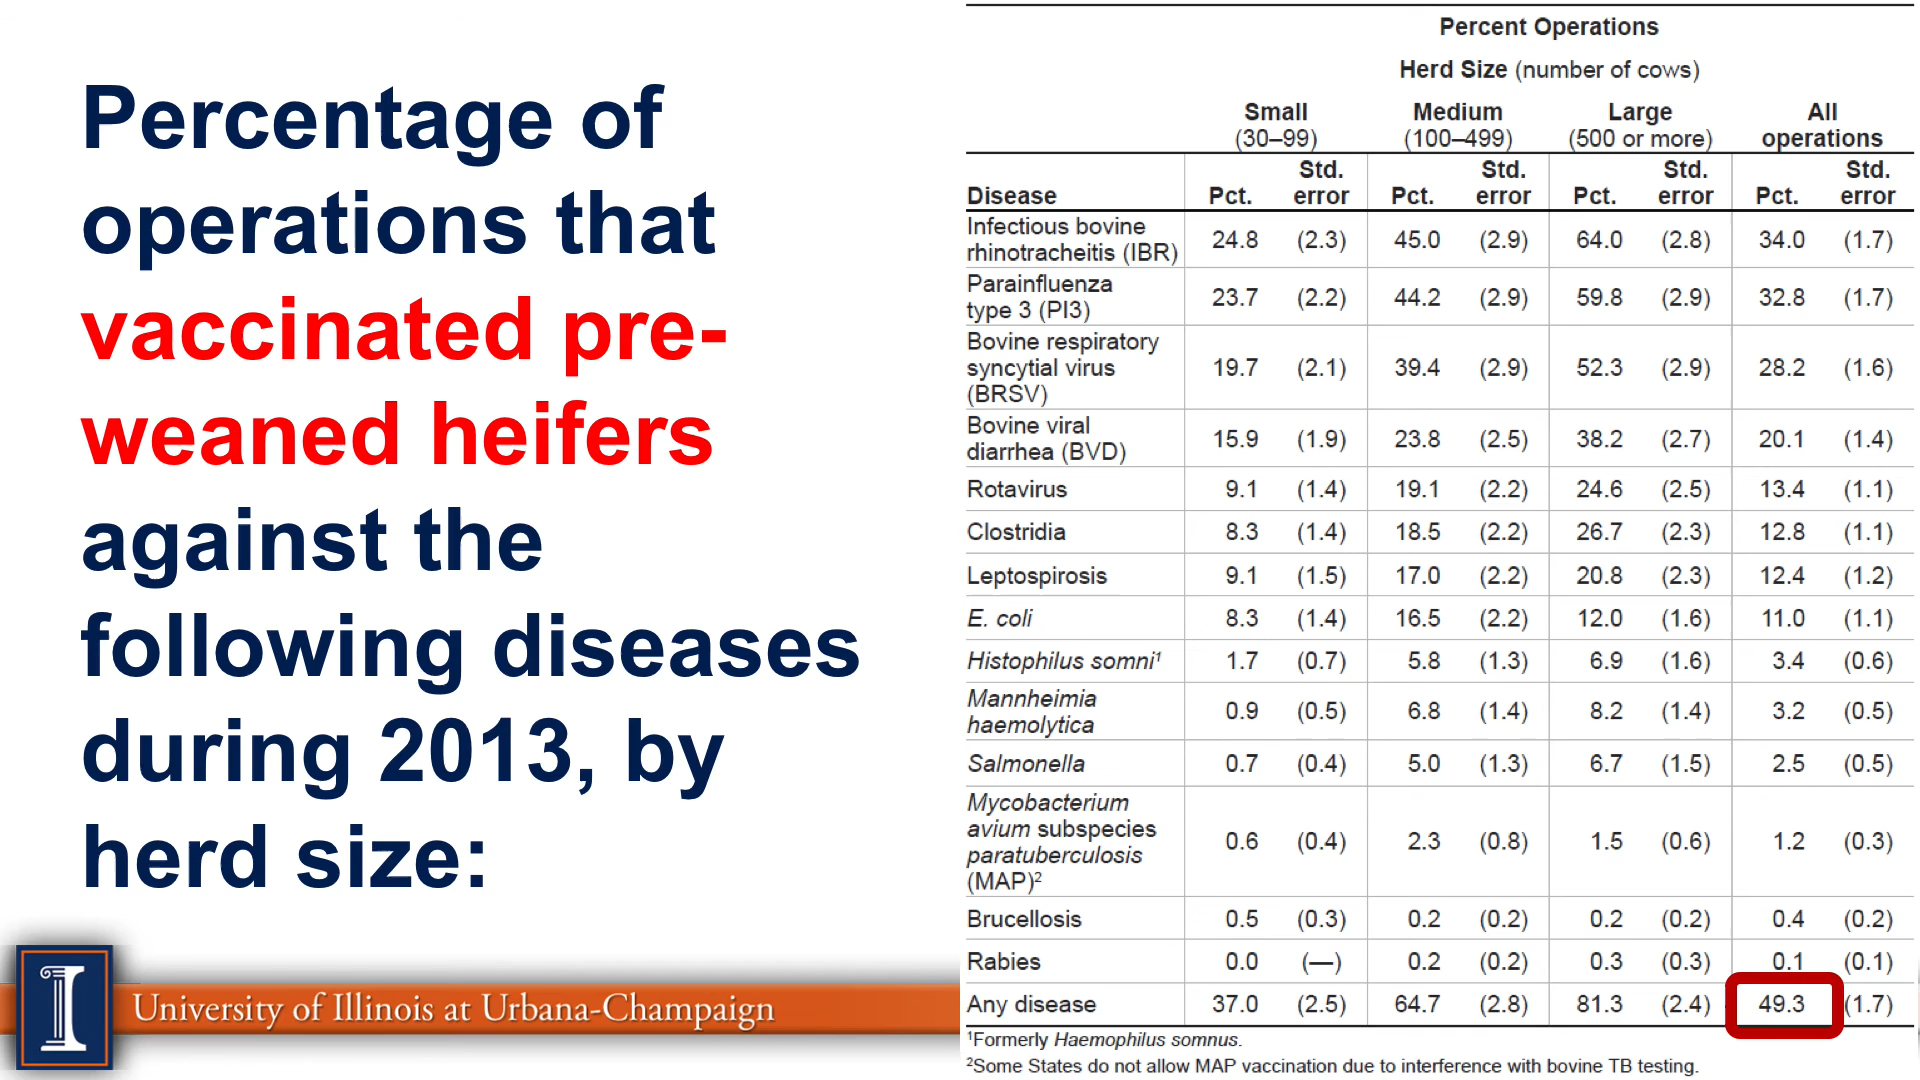 Percentage of
operations that
vaccinated pre-
weaned heifers
against the
following diseases
during 2013, by
herd size:
University of Illinois at Urbana-Champaign
Percent Operations
Herd Size (number of cows)
Small Medium Large All
(30–99) (100–499) (500 or more) operations
Std. Std. Std. Std.
Disease Pct. error Pct. error Pct. error Pct. error
Infectious bovine
rhinotracheitis (IBR) 24.8 (2.3) 45.0 (2.9) 64.0 (2.8) 34.0 (1.7)
Parainfluenza
type 3 (PI3) 23.7 (2.2) 44.2 (2.9) 59.8 (2.9) 32.8 (1.7)
Bovine respiratory
syncytial virus 19.7 (2.1) 39.4 (2.9) 52.3 (2.9) 28.2 (1.6)
(BRSV)
Bovine viral
diarrhea (BVD) 15.9 (1.9) 23.8 (2.5) 38.2 (2.7) 20.1 (1.4)
Rotavirus 9.1 (1.4) 19.1 (2.2) 24.6 (2.5) 13.4 (1.1)
Clostridia 8.3 (1.4) 18.5 (2.2) 26.7 (2.3) 12.8 (1.1)
Leptospirosis 9.1 (1.5) 17.0 (2.2) 20.8 (2.3) 12.4 (1.2)
E. coli 8.3 (1.4) 16.5 (2.2) 12.0 (1.6) 11.0 (1.1)
Histophilus somni¹ 1.7 (0.7) 5.8 (1.3) 6.9 (1.6) 3.4 (0.6)
Mannheimia
haemolytica 0.9 (0.5) 6.8 (1.4) 8.2 (1.4) 3.2 (0.5)
Salmonella 0.7 (0.4) 5.0 (1.3) 6.7 (1.5) 2.5 (0.5)
Mycobacterium
avium subspecies
paratuberculosis 0.6 (0.4) 2.3 (0.8) 1.5 (0.6) 1.2 (0.3)
(MAP)²
Brucellosis 0.5 (0.3) 0.2 (0.2) 0.2 (0.2) 0.4 (0.2)
Rabies 0.0 (—) 0.2 (0.2) 0.3 (0.3) 0.1 (0.1)
Any disease 37.0 (2.5) 64.7 (2.8) 81.3 (2.4) 49.3 (1.7)
¹Formerly Haemophilus somnus.
²Some States do not allow MAP vaccination due to interference with bovine TB testing.